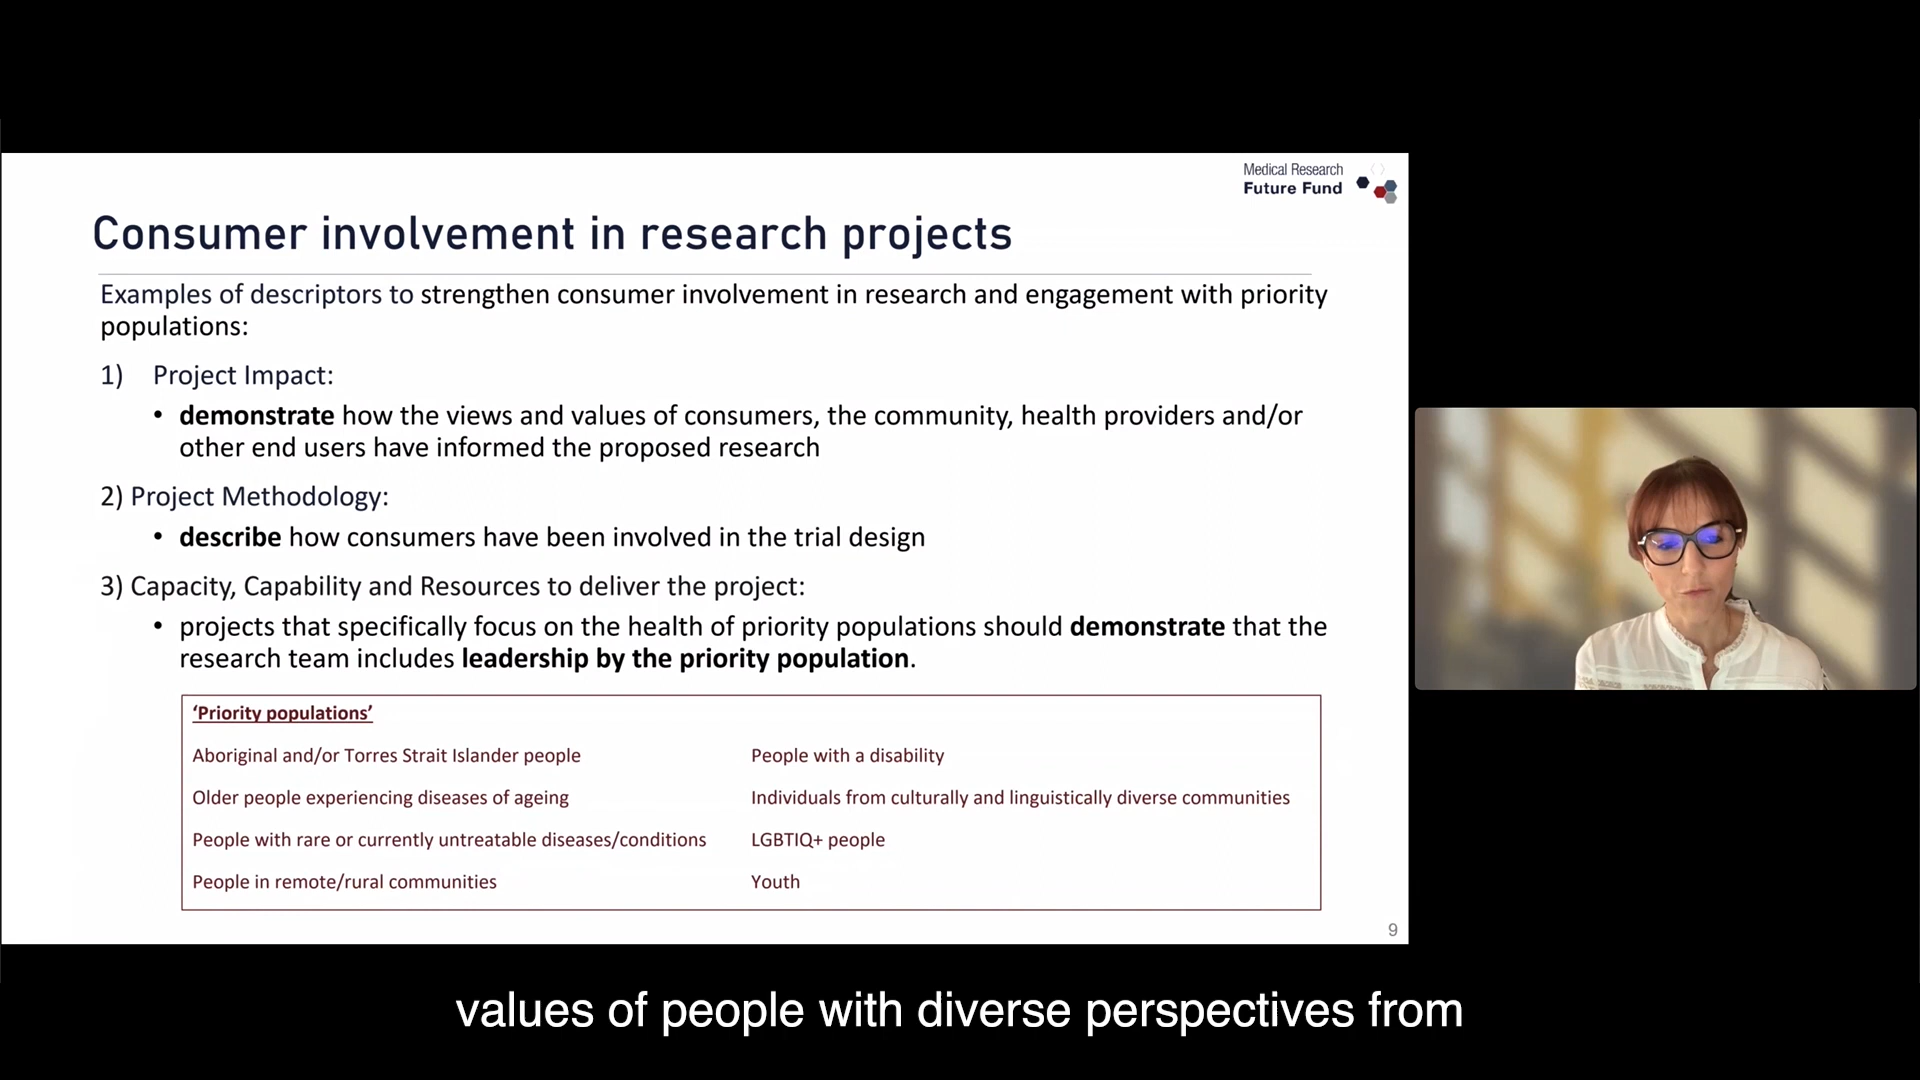 Medical Research
Future Fund
Consumer involvement in research projects
Examples of descriptors to strengthen consumer involvement in research and engagement with priority
populations:
1) Project Impact:
• demonstrate how the views and values of consumers, the community, health providers and/or
other end users have informed the proposed research
2) Project Methodology:
• describe how consumers have been involved in the trial design
3) Capacity, Capability and Resources to deliver the project:
• projects that specifically focus on the health of priority populations should demonstrate that the
research team includes leadership by the priority population.
‘Priority populations’
Aboriginal and/or Torres Strait Islander people
People with a disability
Older people experiencing diseases of ageing
Individuals from culturally and linguistically diverse communities
People with rare or currently untreatable diseases/conditions
LGBTIQ+ people
People in remote/rural communities
Youth
9
values of people with diverse perspectives from